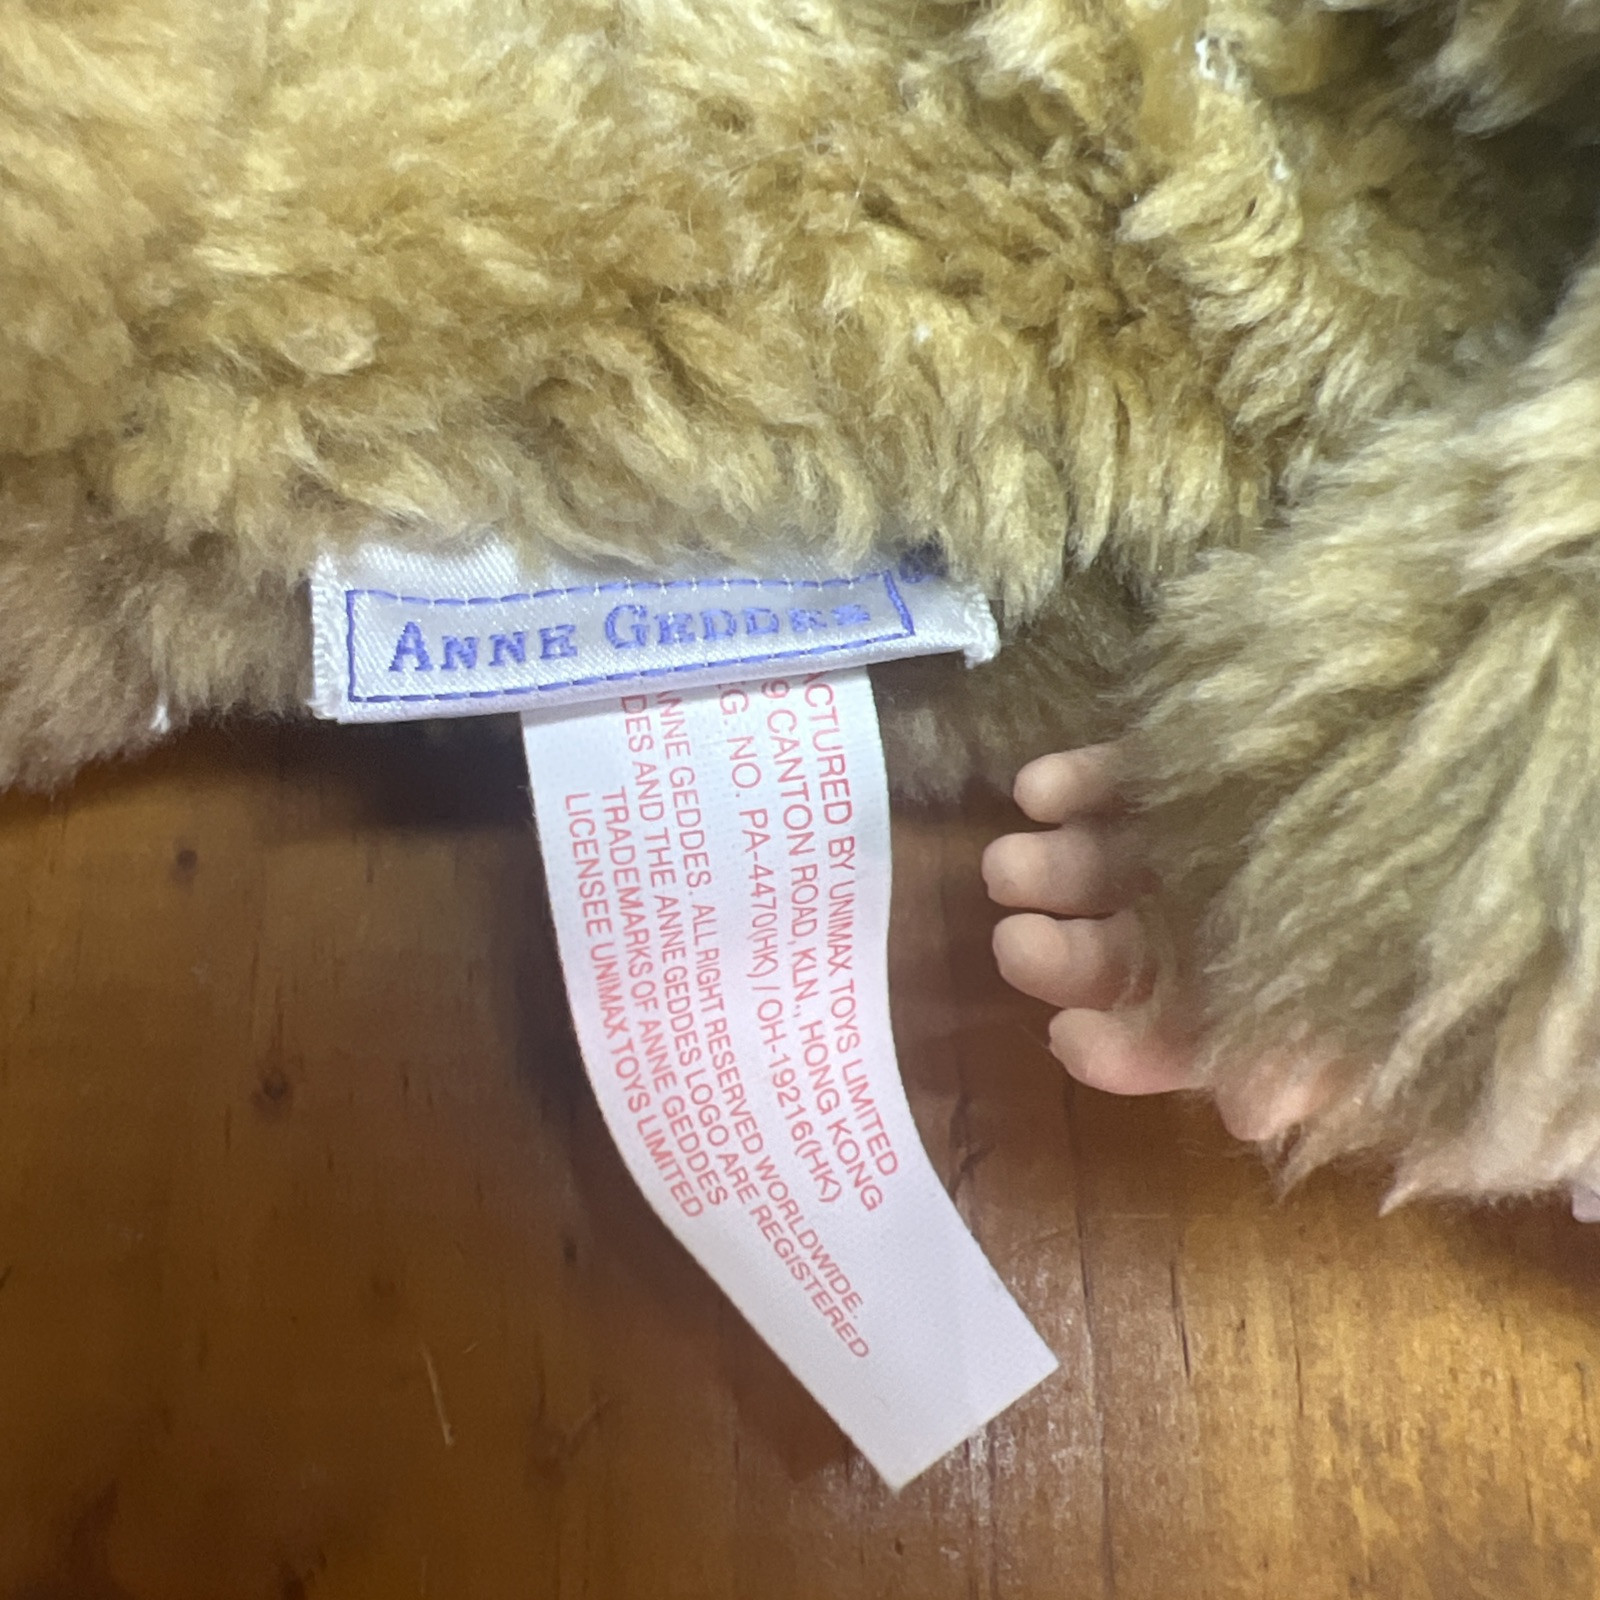 ANNE GEDDES
ACTURED BY UNIMAX TOYS LIMITED
9 CANTON ROAD, KLN., HONG KONG
G. NO. PA-4470(HK) / OH-19216(HK)
ANNE GEDDES. ALL RIGHT RESERVED WORLDWIDE.
DES AND THE ANNE GEDDES LOGO ARE REGISTERED
TRADEMARKS OF ANNE GEDDES
LICENSEE UNIMAX TOYS LIMITED